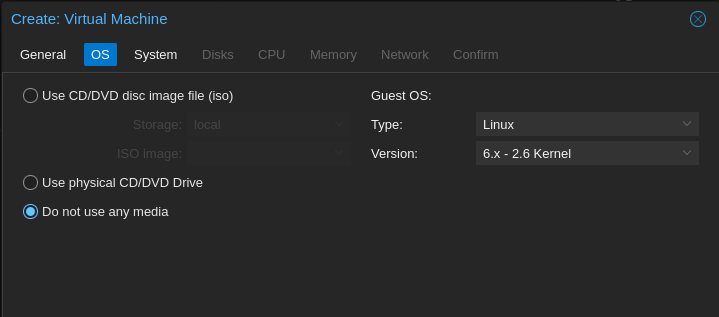 Create: Virtual Machine
General OS System Disks CPU Memory Network Confirm
Use CD/DVD disc image file (iso) Guest OS:
Storage: local Type: Linux
ISO image: Version: 6.x - 2.6 Kernel
Use physical CD/DVD Drive
Do not use any media